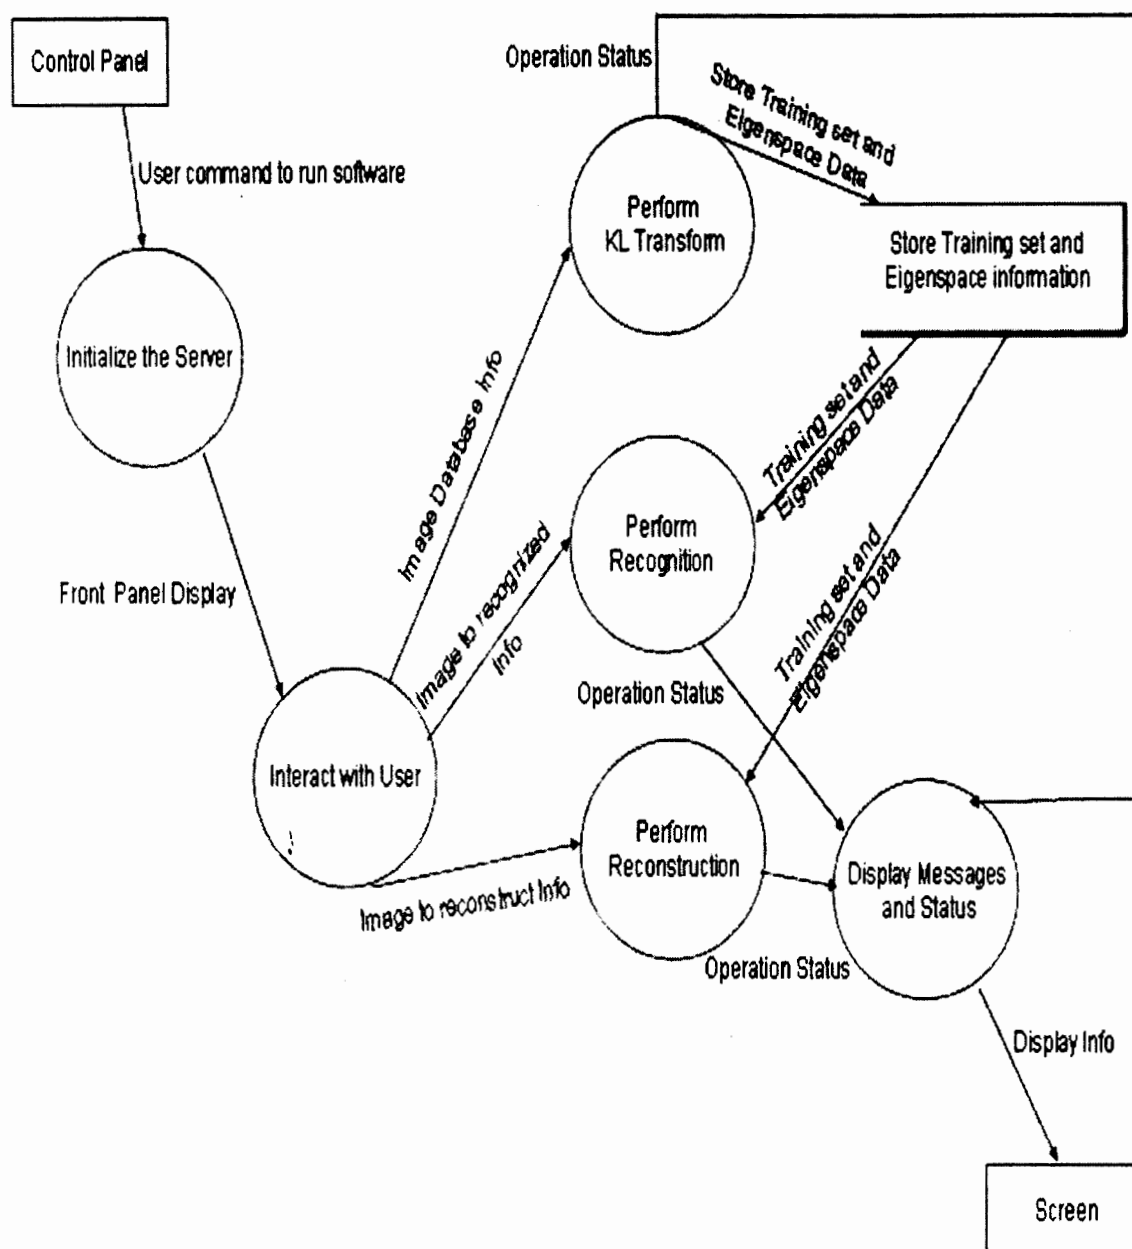 Control Panel
Operation Status
Store Training set and
Eigenspace Data
User command to run software
Perform
KL Transform
Store Training set and
Eigenspace information
Initialize the Server
Image Database Info
Training set and
Eigenspace Data
Image to recognized
Info
Perform
Recognition
Front Panel Display
Training set and
Eigenspace Data
Operation Status
Interact with User
Perform
Reconstruction
Image to reconstruct Info
Display Messages
and Status
Operation Status
Display Info
Screen